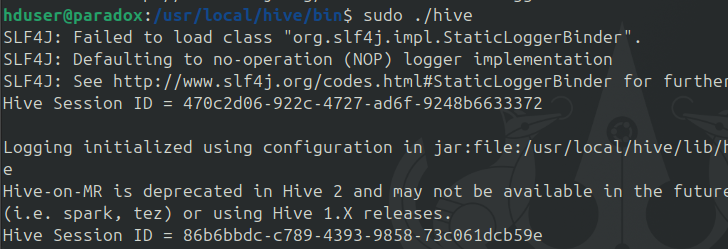 hduser@paradox:/usr/local/hive/bin$ sudo ./hive
SLF4J: Failed to load class "org.slf4j.impl.StaticLoggerBinder".
SLF4J: Defaulting to no-operation (NOP) logger implementation
SLF4J: See http://www.slf4j.org/codes.html#StaticLoggerBinder for further
Hive Session ID = 470c2d06-922c-4727-ad6f-9248b6633372
Logging initialized using configuration in jar:file:/usr/local/hive/lib/h
e
Hive-on-MR is deprecated in Hive 2 and may not be available in the future
(i.e. spark, tez) or using Hive 1.X releases.
Hive Session ID = 86b6bbdc-c789-4393-9858-73c061dcb59e